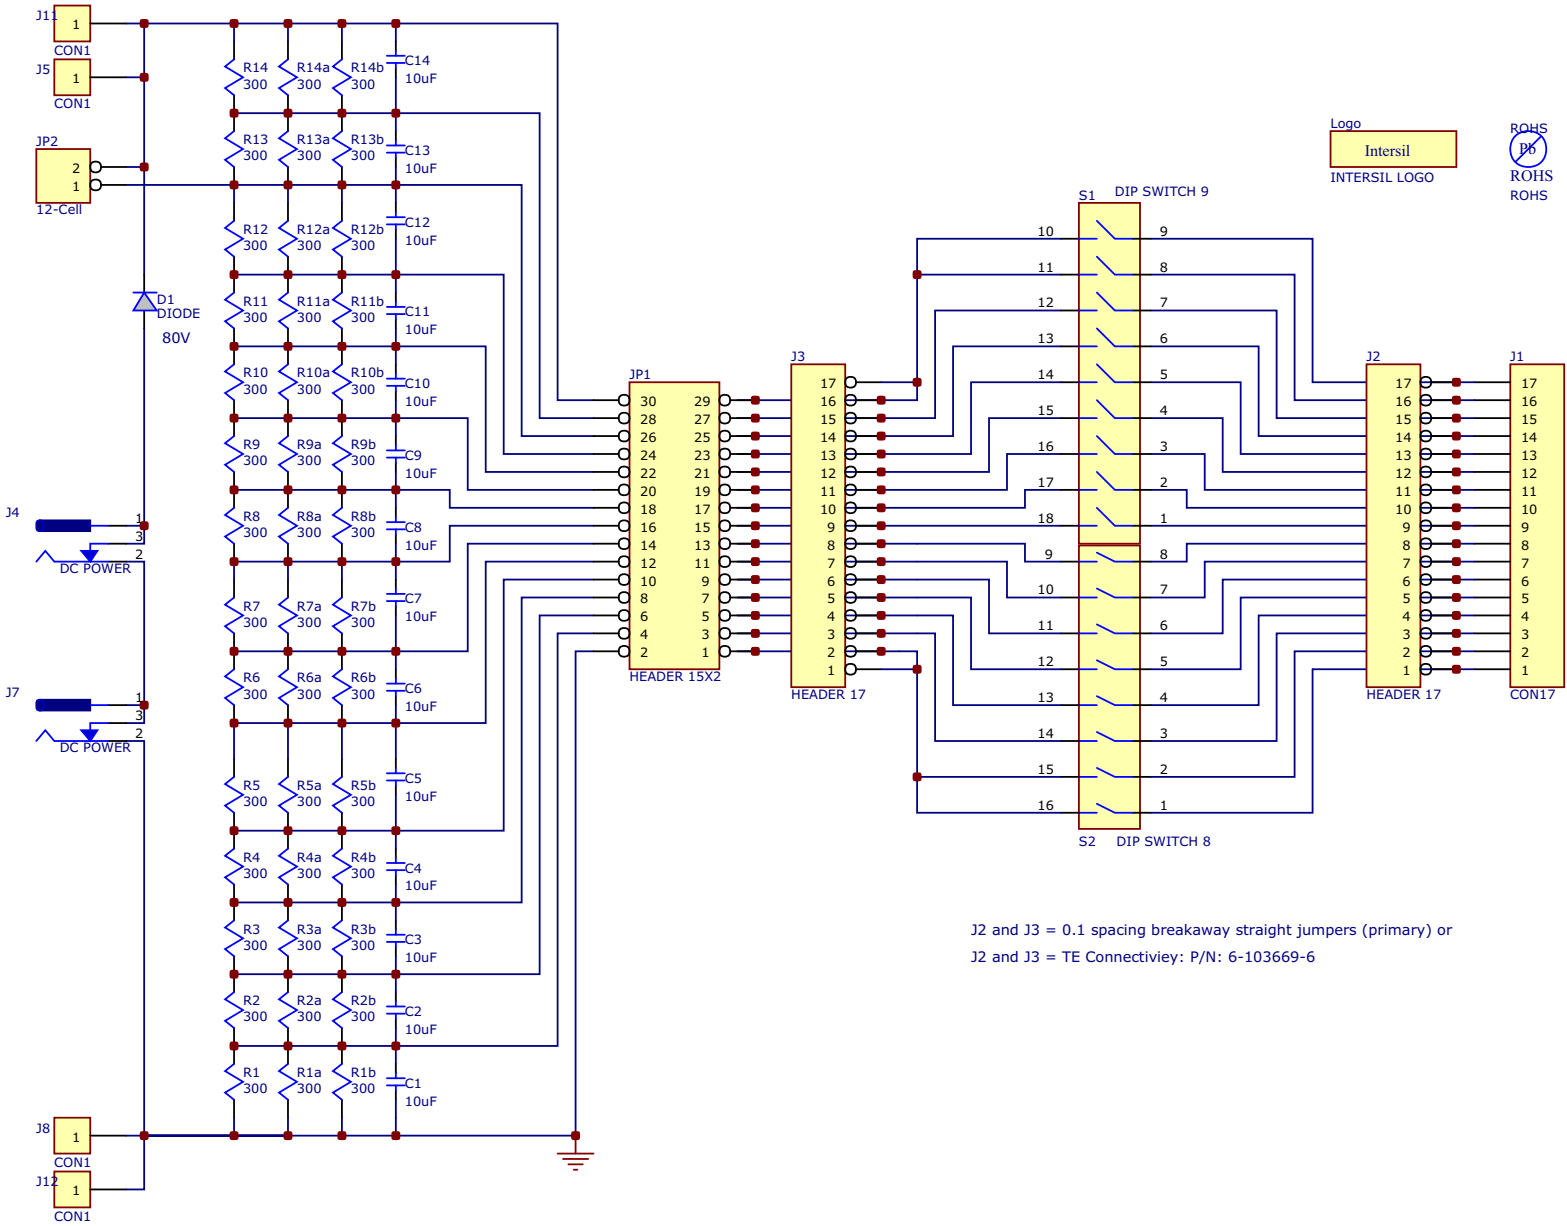 J11
1
CON1
J5
1
CON1
JP2
2
1
12-Cell
D1
DIODE
80V
J4
1
3
2
DC POWER
J7
1
3
2
DC POWER
J8
1
CON1
J12
1
CON1
R14 300 R14a 300 R14b 300 C14 10uF
R13 300 R13a 300 R13b 300 C13 10uF
R12 300 R12a 300 R12b 300 C12 10uF
R11 300 R11a 300 R11b 300 C11 10uF
R10 300 R10a 300 R10b 300 C10 10uF
R9 300 R9a 300 R9b 300 C9 10uF
R8 300 R8a 300 R8b 300 C8 10uF
R7 300 R7a 300 R7b 300 C7 10uF
R6 300 R6a 300 R6b 300 C6 10uF
R5 300 R5a 300 R5b 300 C5 10uF
R4 300 R4a 300 R4b 300 C4 10uF
R3 300 R3a 300 R3b 300 C3 10uF
R2 300 R2a 300 R2b 300 C2 10uF
R1 300 R1a 300 R1b 300 C1 10uF
JP1
30 29
28 27
26 25
24 23
22 21
20 19
18 17
16 15
14 13
12 11
10 9
8 7
6 5
4 3
2 1
HEADER 15X2
J3
17
16
15
14
13
12
11
10
9
8
7
6
5
4
3
2
1
HEADER 17
S1 DIP SWITCH 9
10 9
11 8
12 7
13 6
14 5
15 4
16 3
17 2
18 1
9 8
10 7
11 6
12 5
13 4
14 3
15 2
16 1
S2 DIP SWITCH 8
J2
17
16
15
14
13
12
11
10
9
8
7
6
5
4
3
2
1
HEADER 17
J1
17
16
15
14
13
12
11
10
9
8
7
6
5
4
3
2
1
CON17
Logo
Intersil
INTERSIL LOGO
ROHS
Pb
ROHS
ROHS
J2 and J3 = 0.1 spacing breakaway straight jumpers (primary) or
J2 and J3 = TE Connectiviey: P/N: 6-103669-6